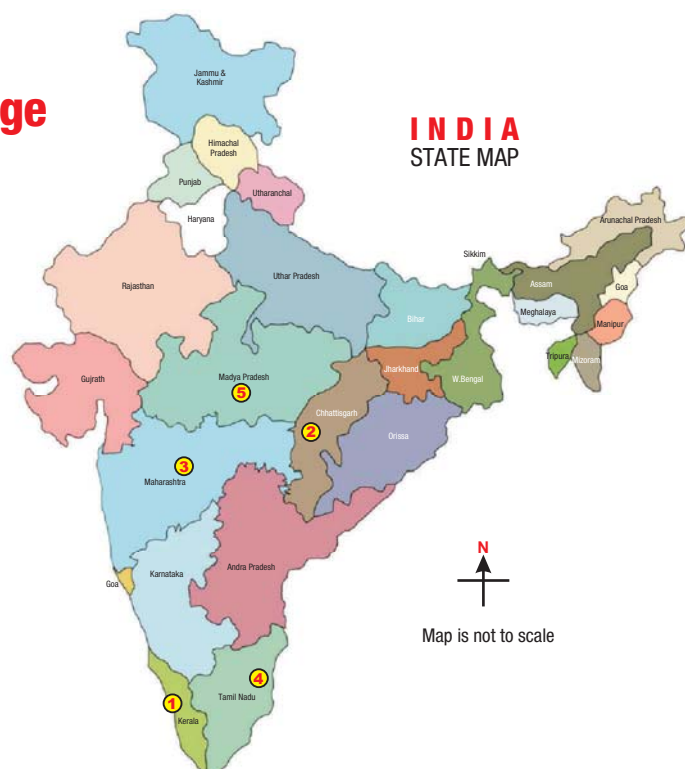 ge
INDIA
STATE MAP
Jammu &
Kashmir
Himachal
Pradesh
Punjab
Utharanchal
Haryana
Arunachal Pradesh
Sikkim
Uthar Pradesh
Rajasthan
Assam
Goa
Meghalaya
Bihar
Manipur
Tripura
Mizoram
Jharkhand
W.Bengal
Gujrath
Madya Pradesh
5
Chhattisgarh
2
Orissa
3
Maharashtra
N
Karnataka
Andra Pradesh
Goa
Map is not to scale
4
Tamil Nadu
1
Kerala